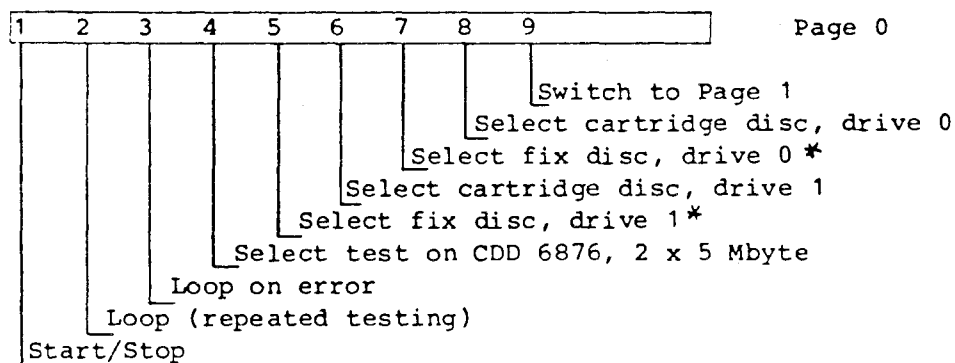 1 2 3 4 5 6 7 8 9 Page 0
Switch to Page 1
Select cartridge disc, drive 0
Select fix disc, drive 0 *
Select cartridge disc, drive 1
Select fix disc, drive 1 *
Select test on CDD 6876, 2 x 5 Mbyte
Loop on error
Loop (repeated testing)
Start/Stop